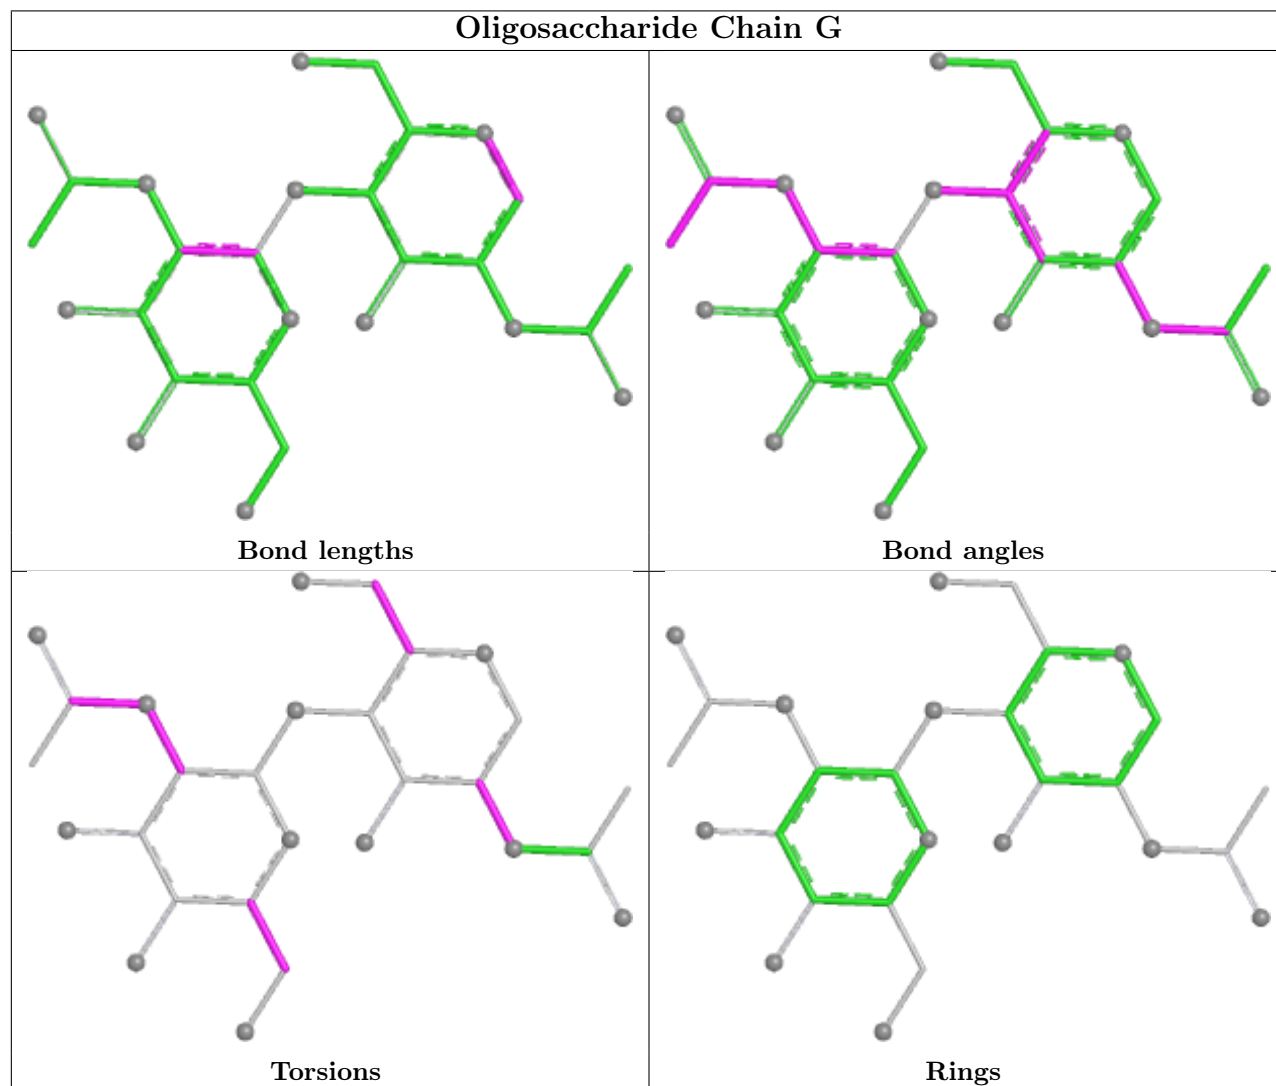 Oligosaccharide Chain G
Bond lengths
Bond angles
Torsions
Rings